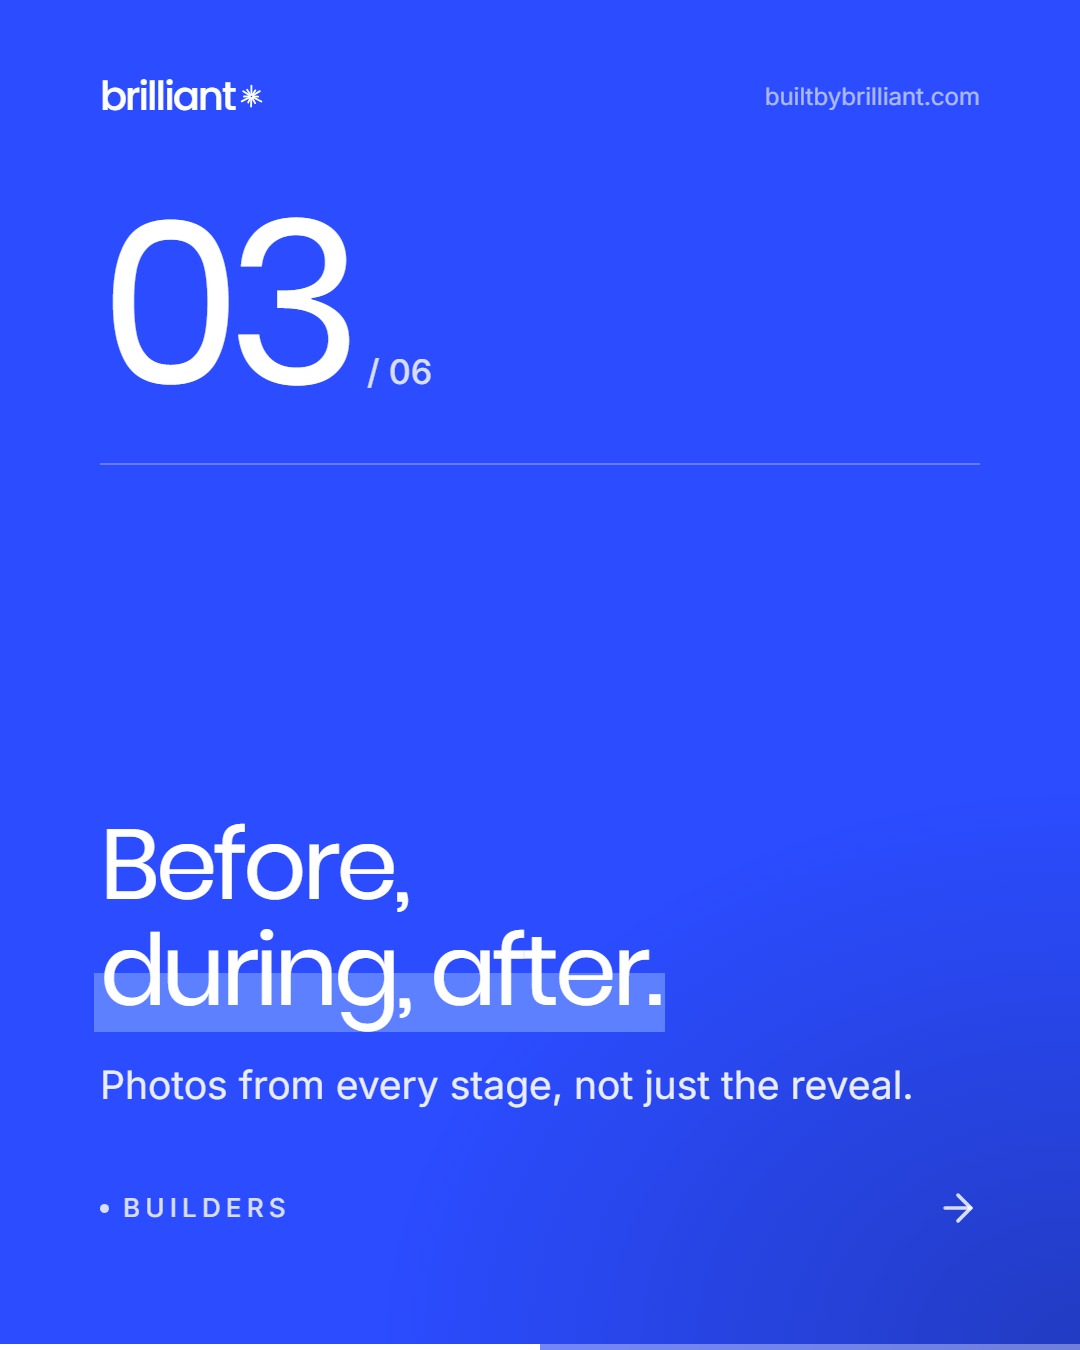 brilliant
builtbybrilliant.com
03 / 06
Before,
during, after.
Photos from every stage, not just the reveal.
• BUILDERS